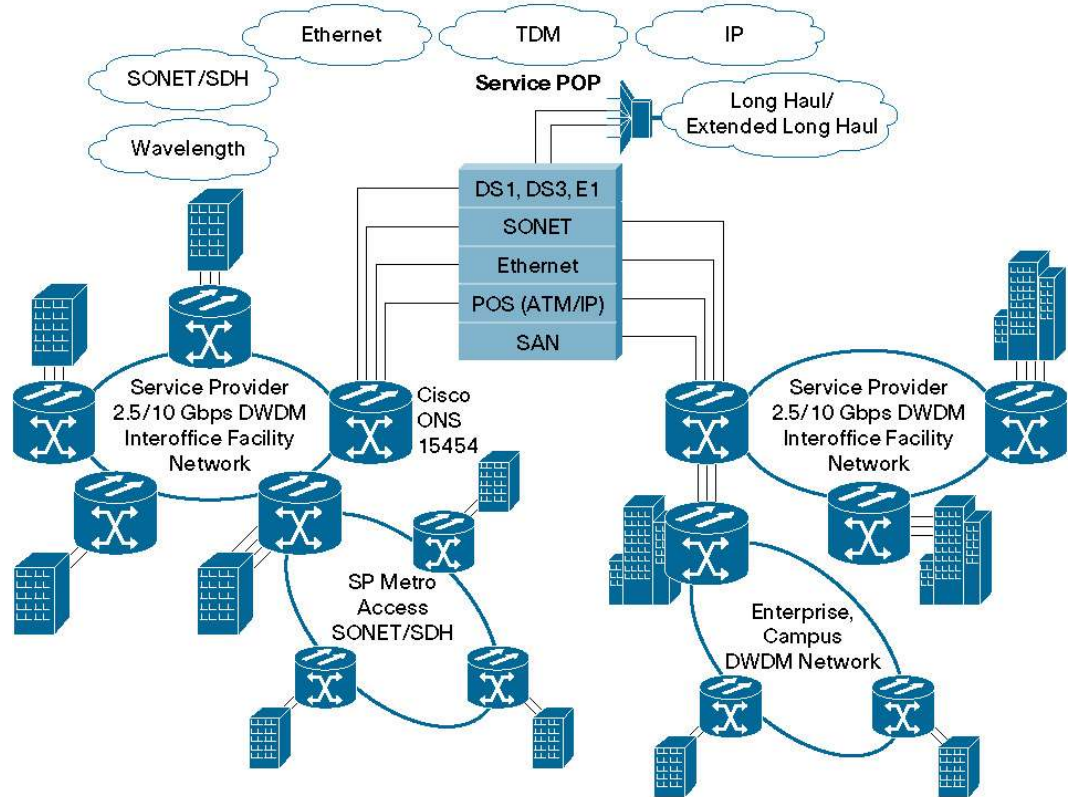 Ethernet
TDM
IP
SONET/SDH
Service POP
Long Haul/
Extended Long Haul
Wavelength
DS1, DS3, E1
SONET
Ethernet
POS (ATM/IP)
SAN
Service Provider
2.5/10 Gbps DWDM
Interoffice Facility
Network
Cisco
ONS
15454
Service Provider
2.5/10 Gbps DWDM
Interoffice Facility
Network
SP Metro
Access
SONET/SDH
Enterprise,
Campus
DWDM Network